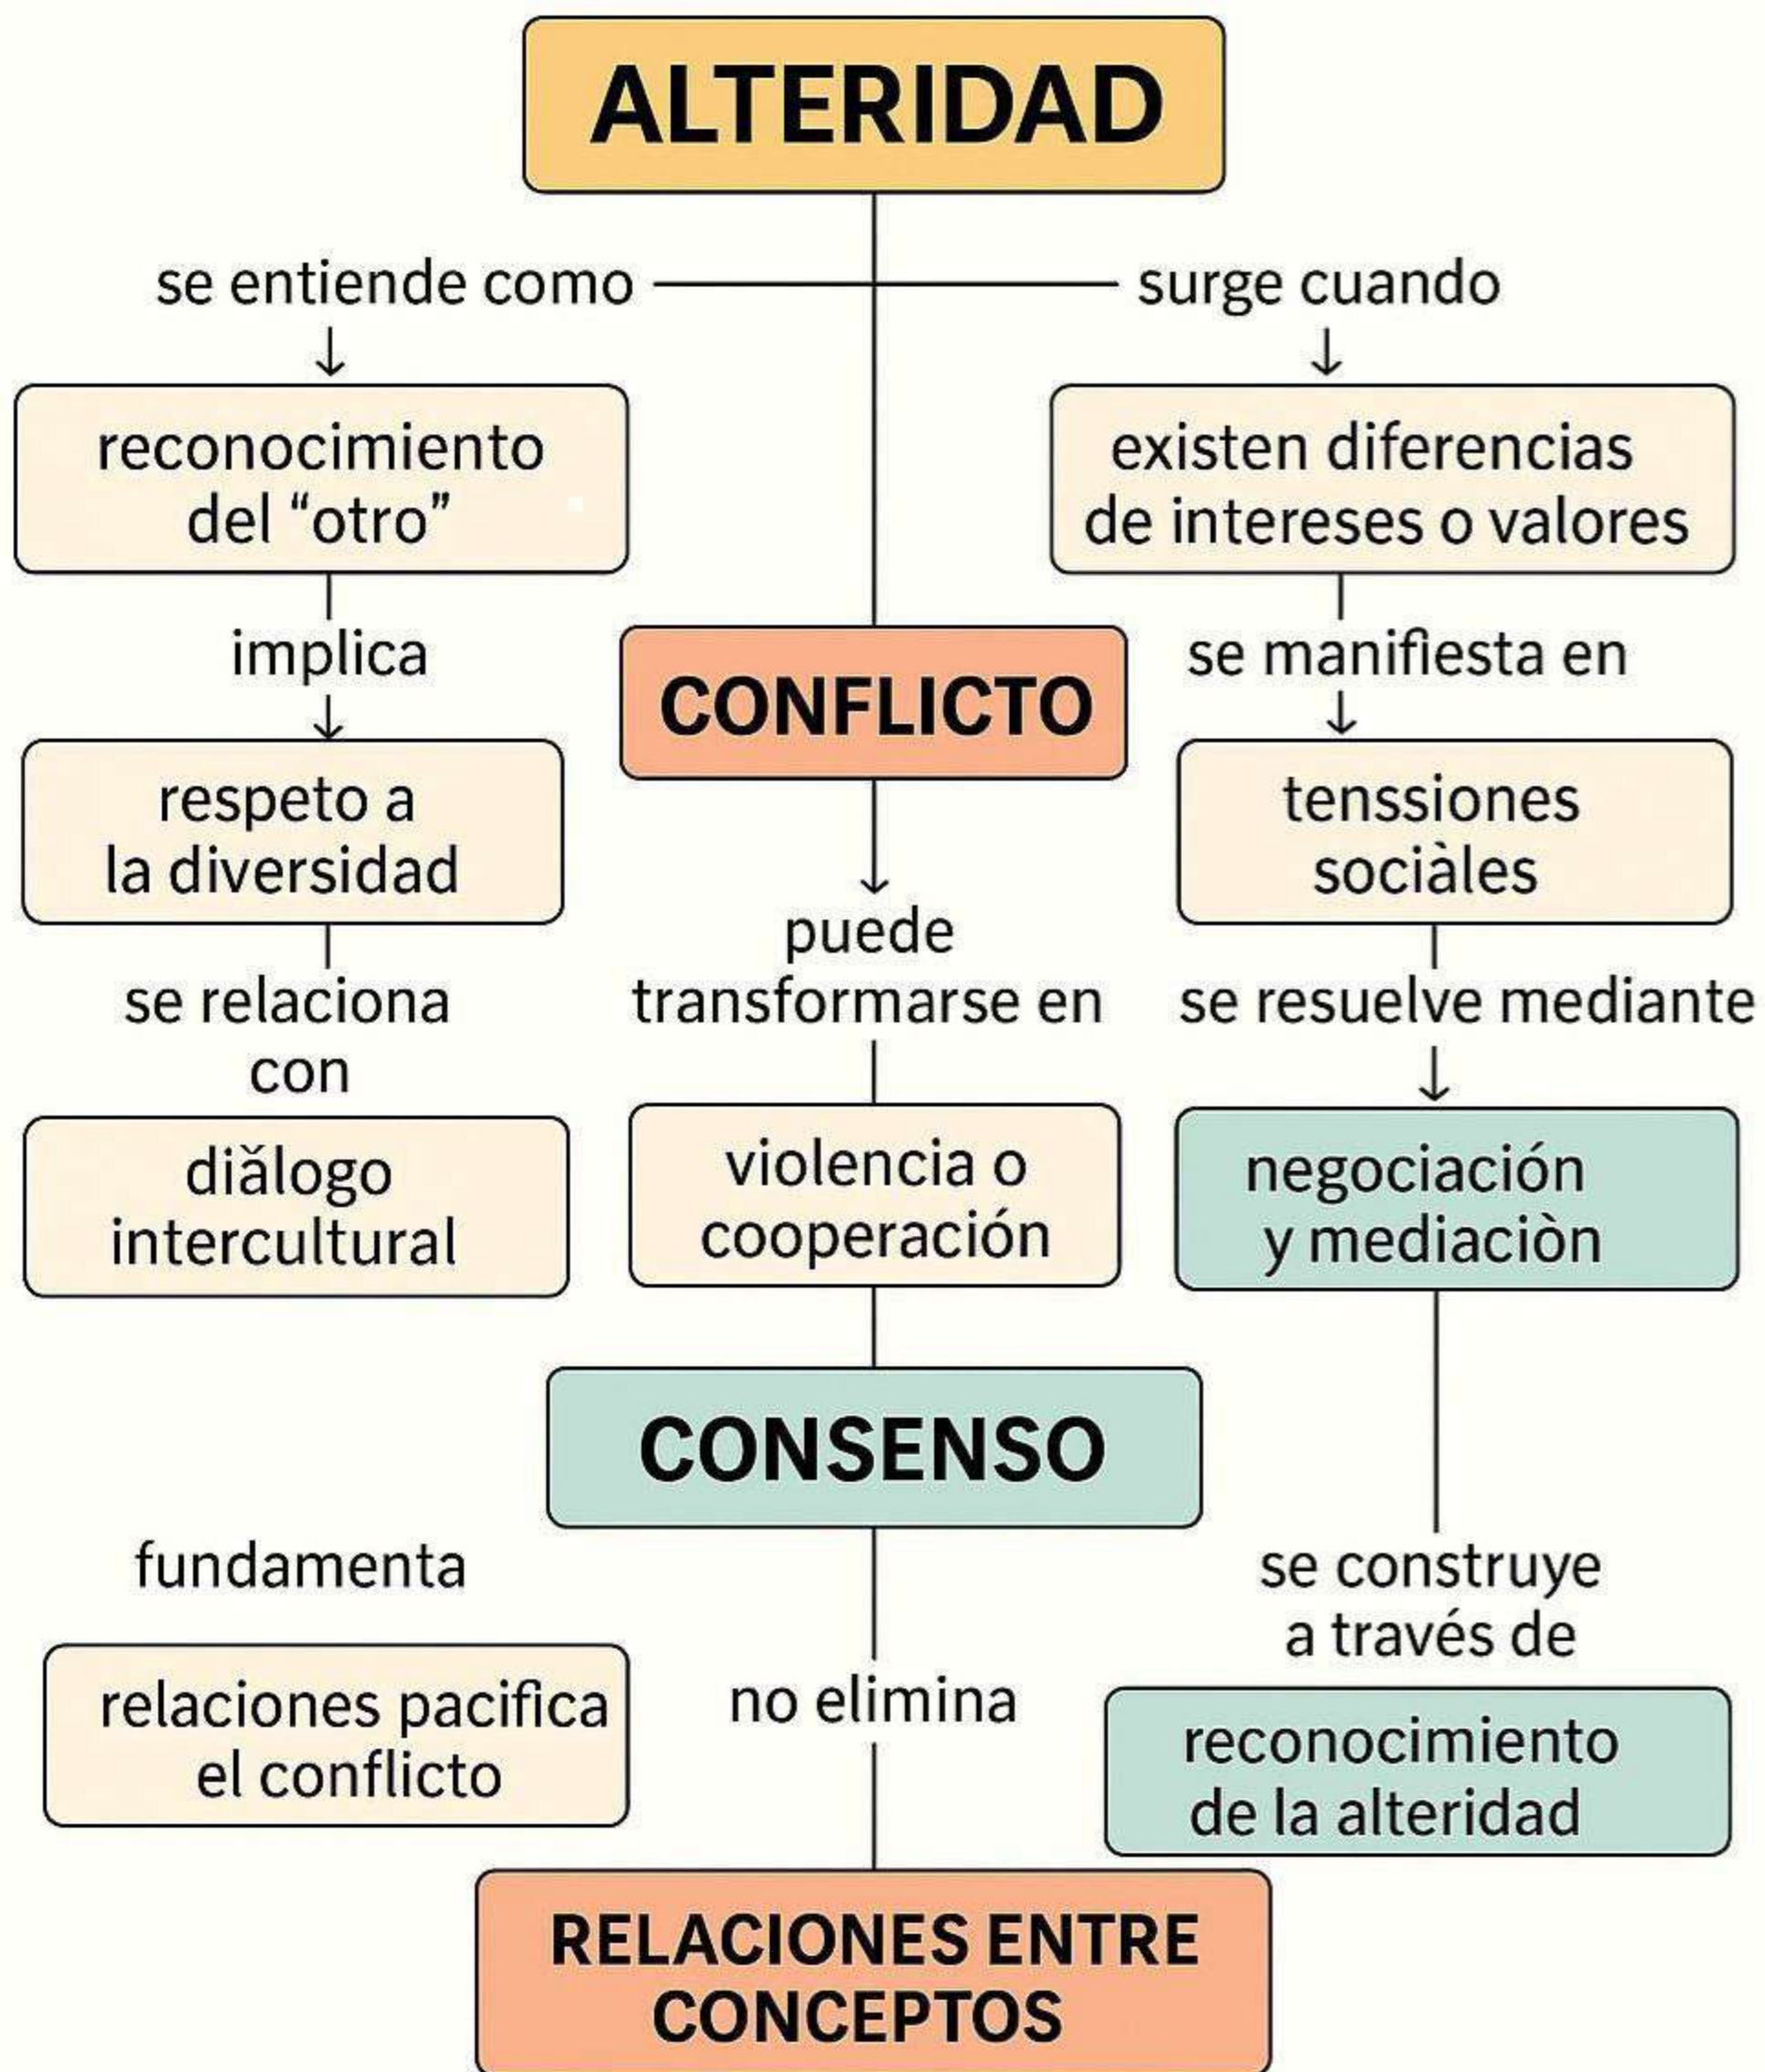 ALTERIDAD
se entiende como
surge cuando
reconocimiento
del “otro”
existen diferencias
de intereses o valores
implica
CONFLICTO
se manifiesta en
respeto a
la diversidad
tenssiones
sociàles
se relaciona
con
puede
transformarse en
se resuelve mediante
diǎlogo
intercultural
violencia o
cooperación
negociación
y mediaciòn
CONSENSO
fundamenta
relaciones pacifica
el conflicto
no elimina
se construye
a través de
reconocimiento
de la alteridad
RELACIONES ENTRE
CONCEPTOS